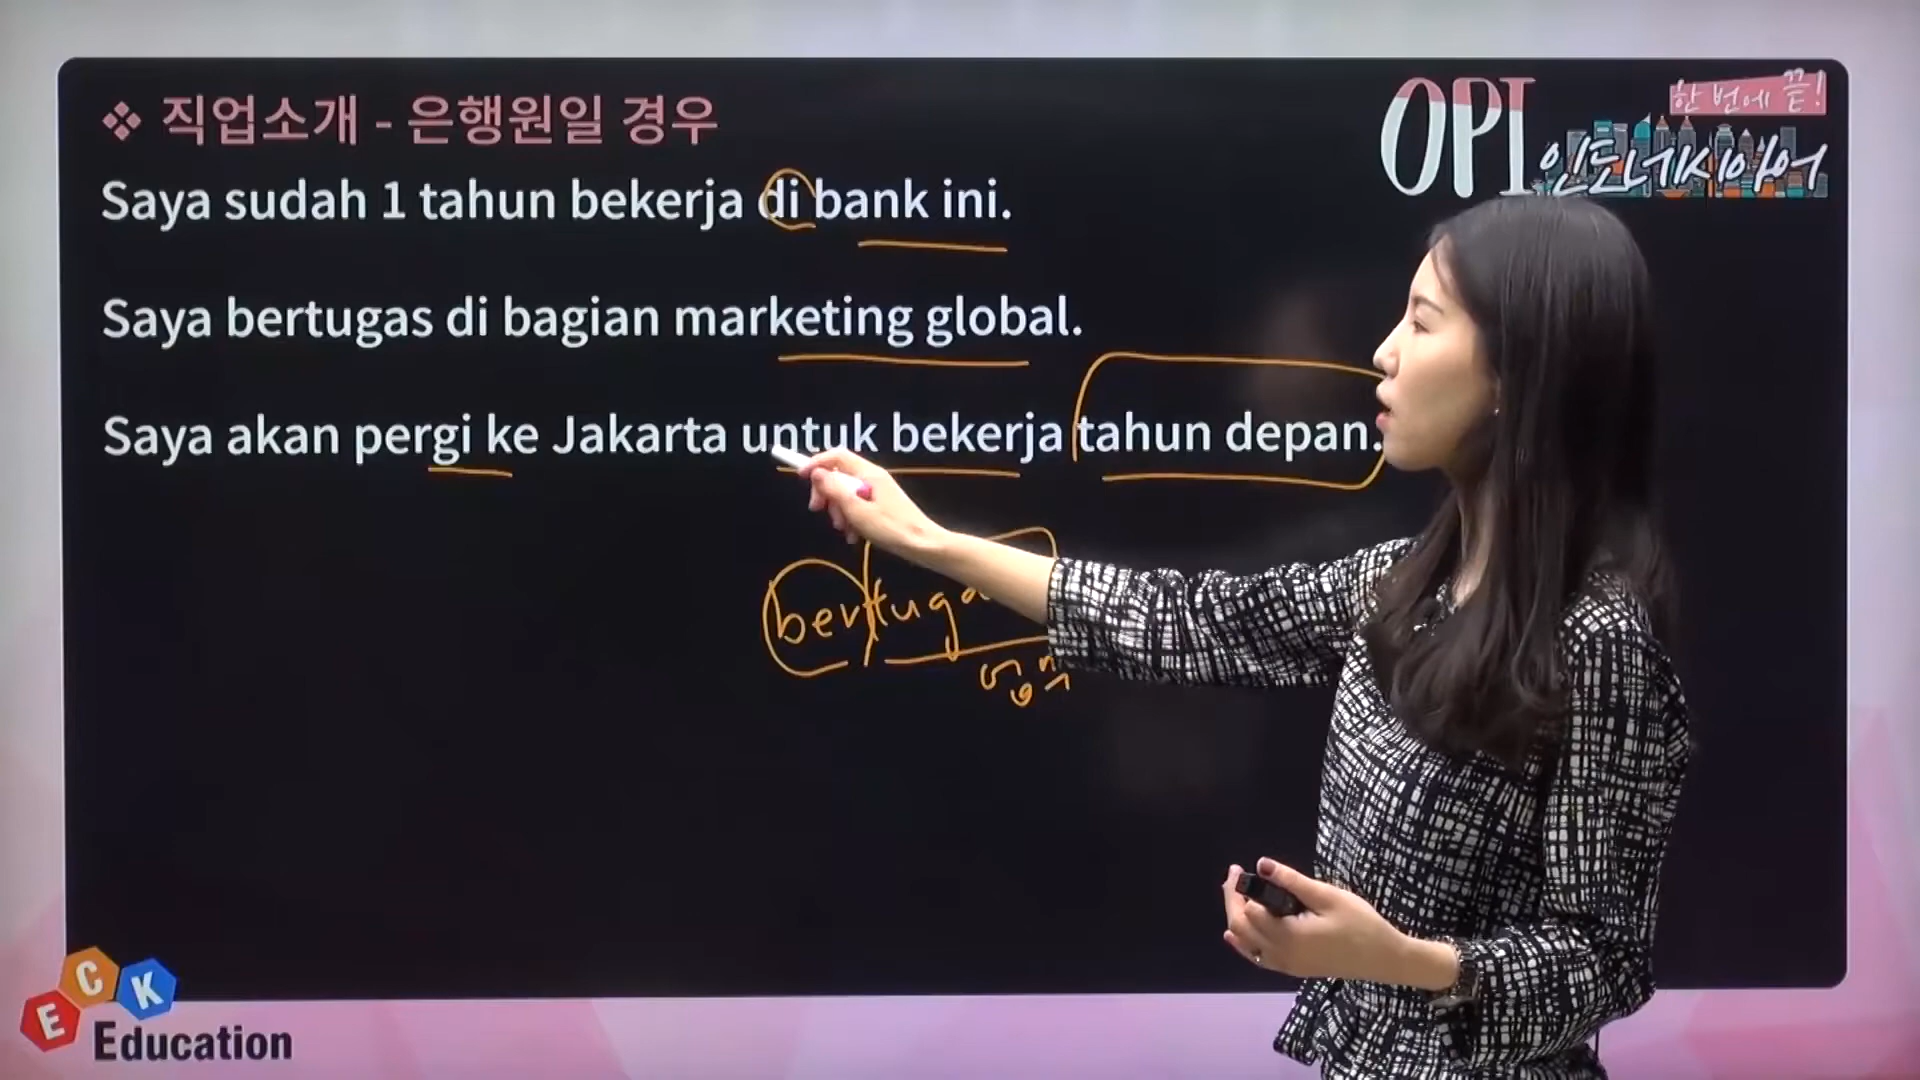 ❖ 직업소개 - 은행원일 경우
OPI
한 번에 끝!
인도네시아어
Saya sudah 1 tahun bekerja di bank ini.
Saya bertugas di bagian marketing global.
Saya akan pergi ke Jakarta untuk bekerja tahun depan.
ber tuga
ECK
Education